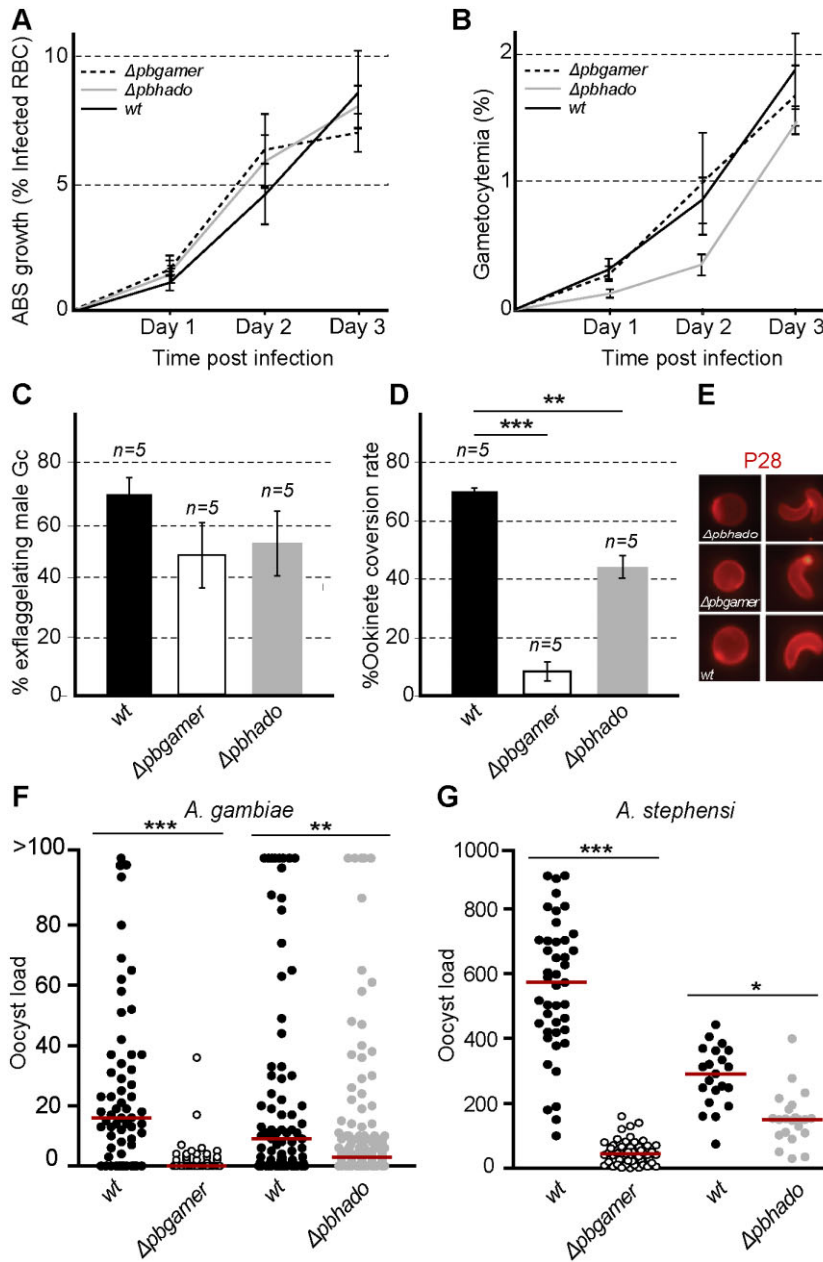 A
ABS growth (% Infected RBC)
10
5
0
Δpbgamer
Δpbhado
wt
Day 1 Day 2 Day 3
Time post infection
B
Gametocytemia (%)
2
1
0
Δpbgamer
Δpbhado
wt
Day 1 Day 2 Day 3
Time post infection
C
% exflaggelating male Gc
80
60
40
20
0
n=5
n=5
n=5
wt
Δpbgamer
Δpbhado
D
%Ookinete coversion rate
80
60
40
20
0
**
***
n=5
n=5
n=5
wt
Δpbgamer
Δpbhado
E
P28
Δpbhado
Δpbgamer
wt
F
A. gambiae
Oocyst load
>100
80
60
40
20
0
***
**
wt
Δpbgamer
wt
Δpbhado
G
A. stephensi
Oocyst load
1000
800
600
400
200
0
***
*
wt
Δpbgamer
wt
Δpbhado